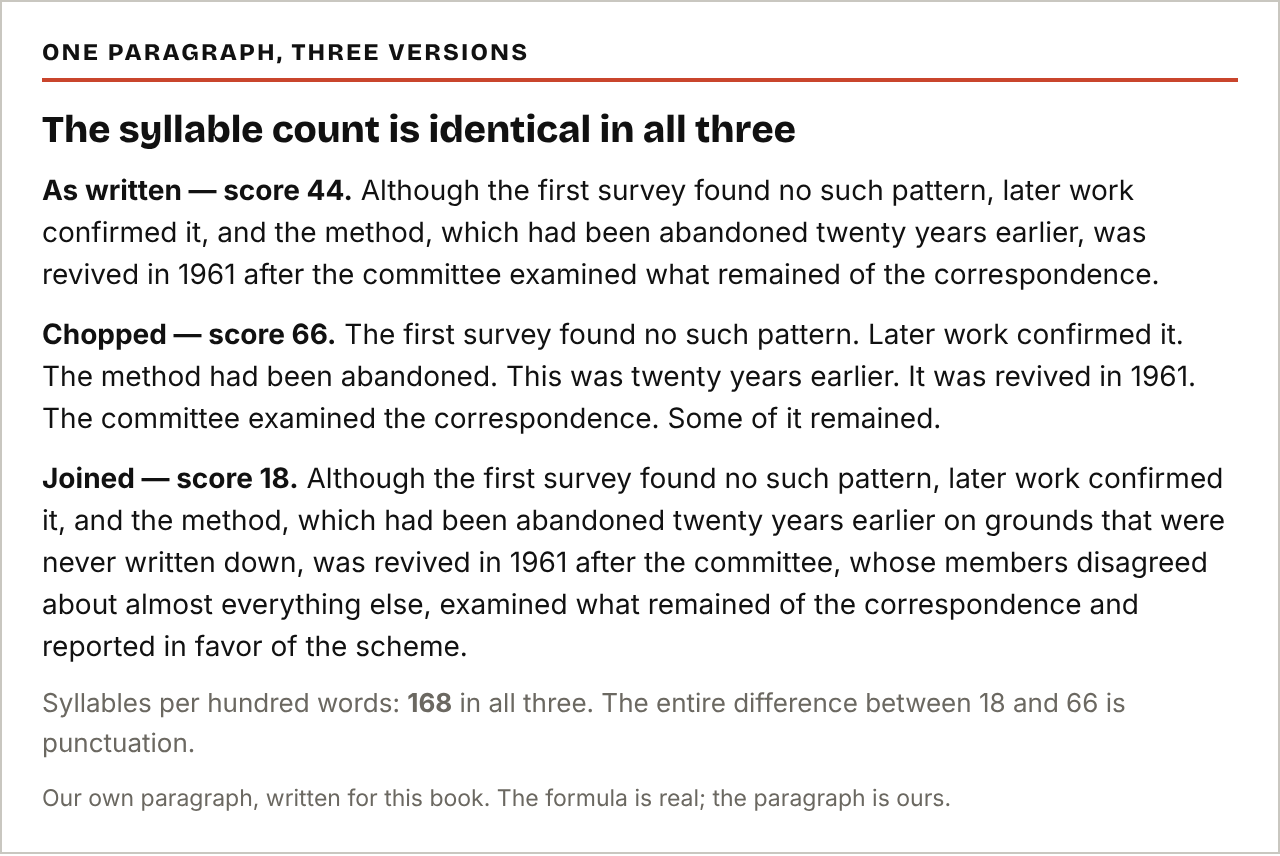 ONE PARAGRAPH, THREE VERSIONS
The syllable count is identical in all three
As written — score 44. Although the first survey found no such pattern, later work
confirmed it, and the method, which had been abandoned twenty years earlier, was
revived in 1961 after the committee examined what remained of the correspondence.
Chopped — score 66. The first survey found no such pattern. Later work confirmed it.
The method had been abandoned. This was twenty years earlier. It was revived in 1961.
The committee examined the correspondence. Some of it remained.
Joined — score 18. Although the first survey found no such pattern, later work confirmed
it, and the method, which had been abandoned twenty years earlier on grounds that were
never written down, was revived in 1961 after the committee, whose members disagreed
about almost everything else, examined what remained of the correspondence and
reported in favor of the scheme.
Syllables per hundred words: 168 in all three. The entire difference between 18 and 66 is
punctuation.
Our own paragraph, written for this book. The formula is real; the paragraph is ours.